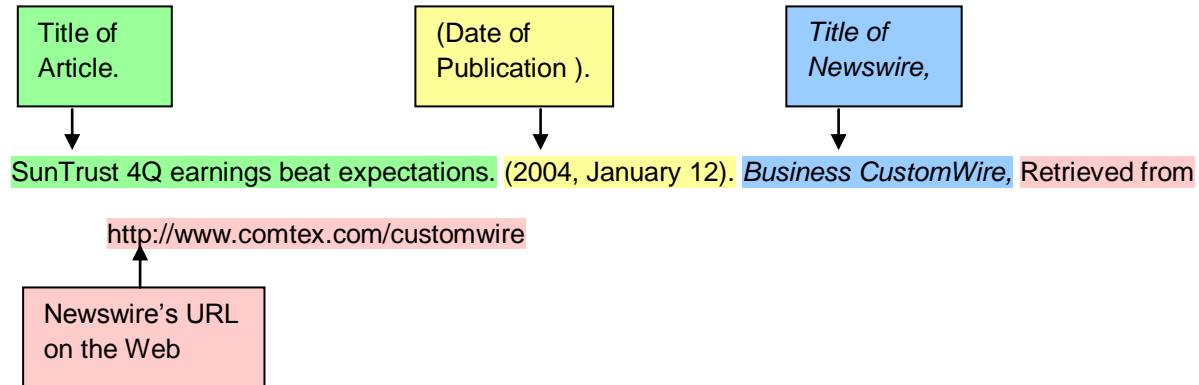 Title of
Article.
(Date of
Publication ).
Title of
Newswire,
SunTrust 4Q earnings beat expectations. (2004, January 12). Business CustomWire, Retrieved from
http://www.comtex.com/customwire
Newswire’s URL
on the Web